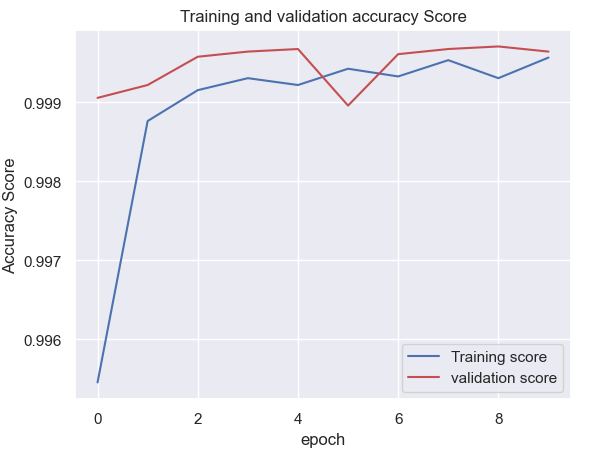 Training and validation accuracy Score
Accuracy Score
0.999
0.998
0.997
0.996
0 2 4 6 8
epoch
Training score
validation score